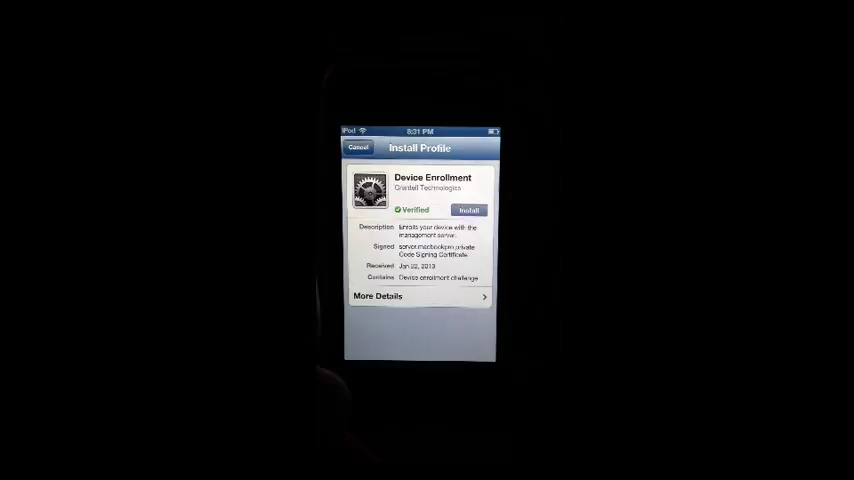 iPod 8:31 PM
Cancel Install Profile
Device Enrollment
Technologies
Verified Install
Description Enrolls your device with the
management server.
Signed server.macbookpro.private
Code Signing Certificate
Received Jan 22, 2013
Contains Device enrollment challenge
More Details